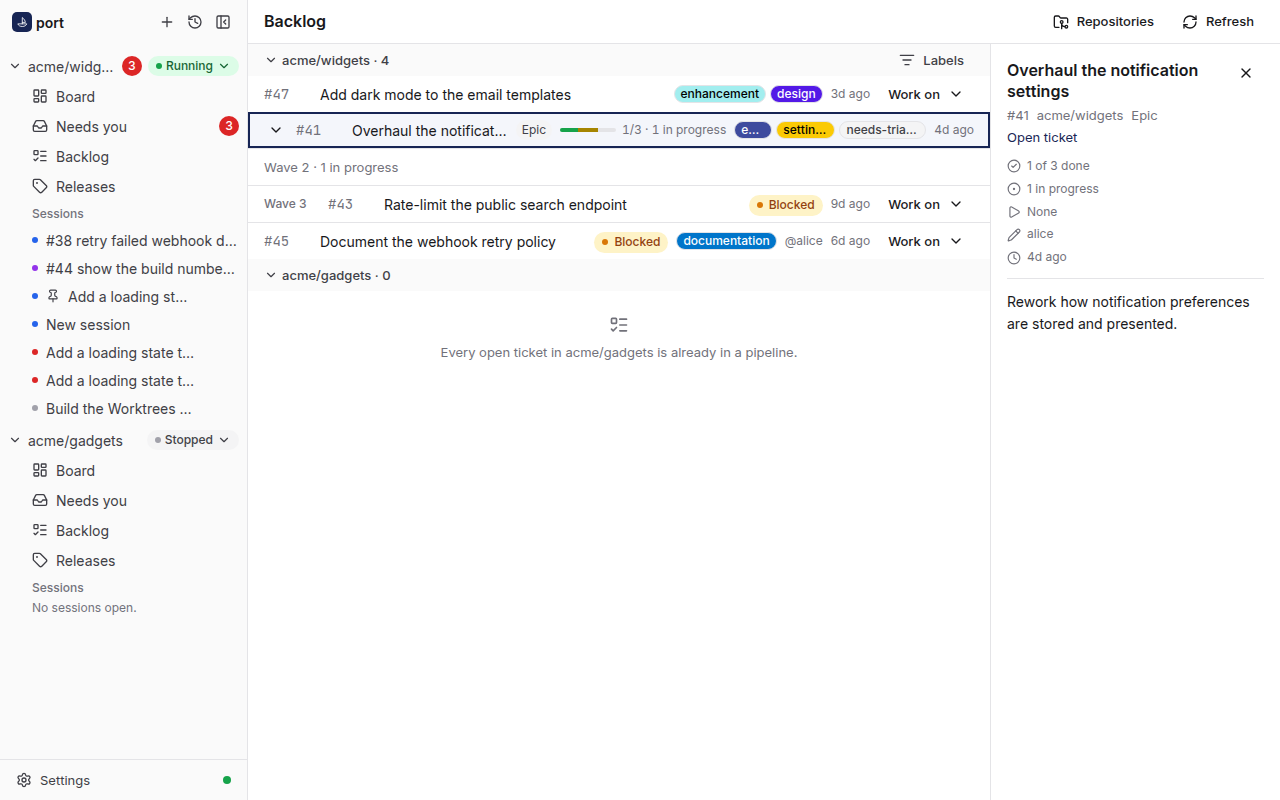 port
acme/widg... 3 Running
Board
Needs you 3
Backlog
Releases
Sessions
#38 retry failed webhook d...
#44 show the build numbe...
Add a loading st...
New session
Add a loading state t...
Add a loading state t...
Build the Worktrees ...
acme/gadgets Stopped
Board
Needs you
Backlog
Releases
Sessions
No sessions open.
Settings
Backlog
Repositories Refresh
acme/widgets · 4 Labels
#47 Add dark mode to the email templates enhancement design 3d ago Work on
#41 Overhaul the notificat... Epic 1/3 · 1 in progress e... settin... needs-tria... 4d ago
Wave 2 · 1 in progress
Wave 3 #43 Rate-limit the public search endpoint Blocked 9d ago Work on
#45 Document the webhook retry policy Blocked documentation @alice 6d ago Work on
acme/gadgets · 0
Every open ticket in acme/gadgets is already in a pipeline.
Overhaul the notification
settings
#41 acme/widgets Epic
Open ticket
1 of 3 done
1 in progress
None
alice
4d ago
Rework how notification preferences
are stored and presented.